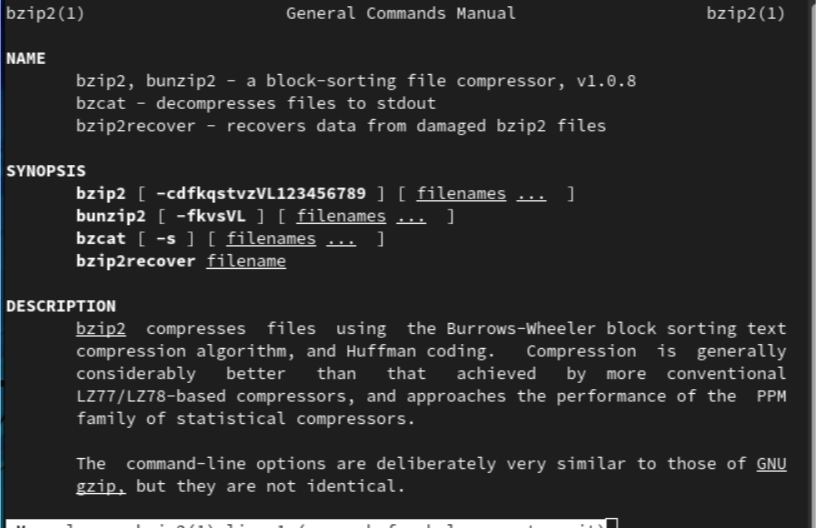 bzip2(1) General Commands Manual bzip2(1)
NAME
bzip2, bunzip2 - a block-sorting file compressor, v1.0.8
bzcat - decompresses files to stdout
bzip2recover - recovers data from damaged bzip2 files
SYNOPSIS
bzip2 [ -cdfkqstvzVL123456789 ] [ filenames ... ]
bunzip2 [ -fkvsVL ] [ filenames ... ]
bzcat [ -s ] [ filenames ... ]
bzip2recover filename
DESCRIPTION
bzip2 compresses files using the Burrows-Wheeler block sorting text
compression algorithm, and Huffman coding. Compression is generally
considerably better than that achieved by more conventional
LZ77/LZ78-based compressors, and approaches the performance of the PPM
family of statistical compressors.
The command-line options are deliberately very similar to those of GNU
gzip, but they are not identical.